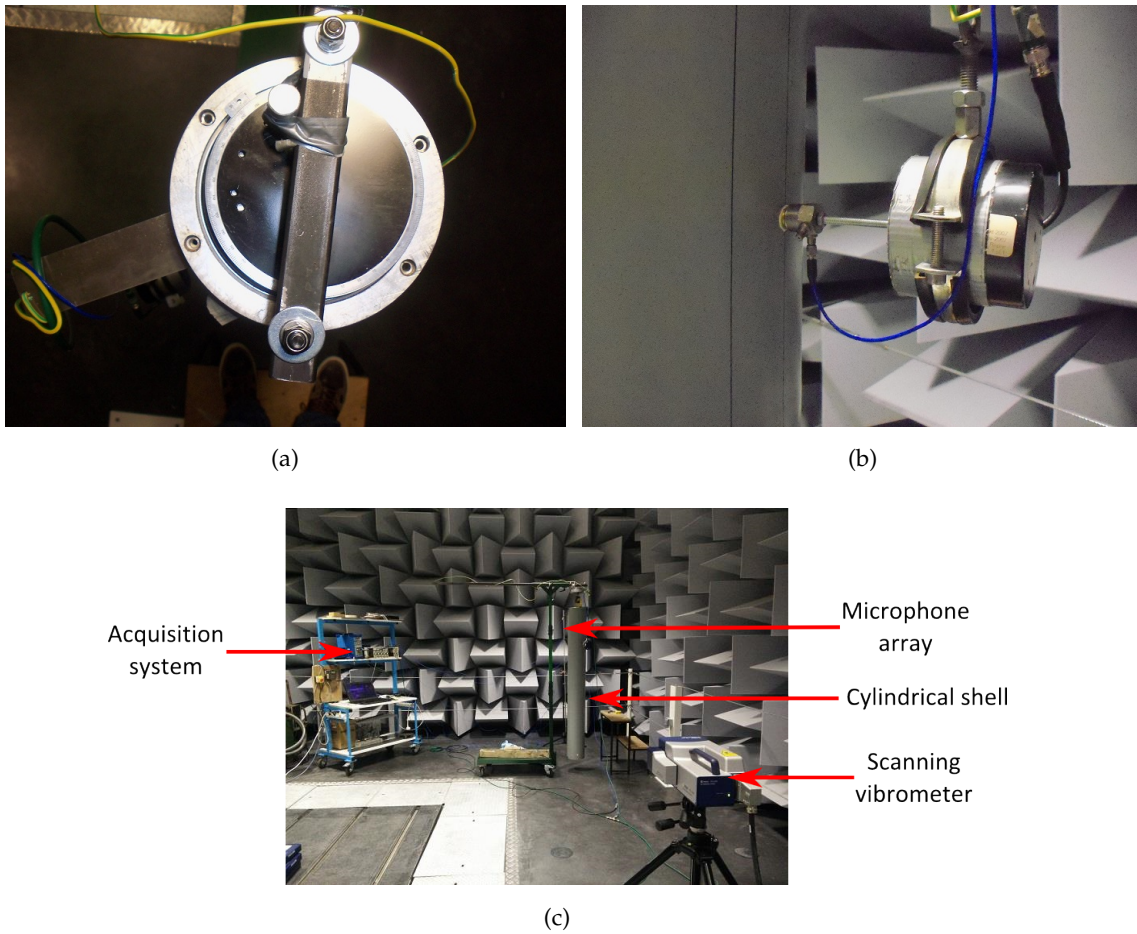 (a)
(b)
Acquisition
system
Microphone
array
Cylindrical shell
Scanning
vibrometer
(c)